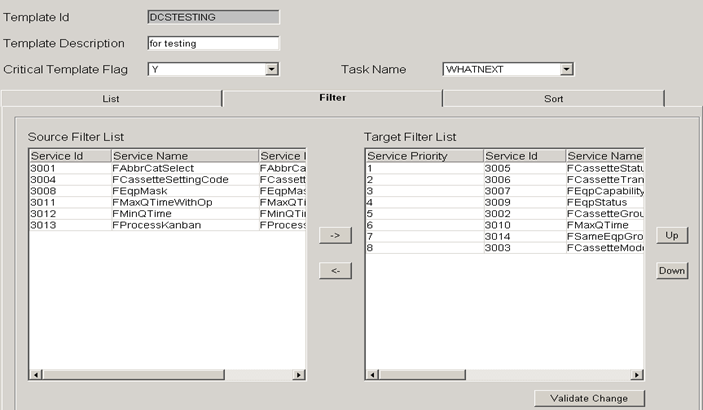 Template Id DCSTESTING
Template Description for testing
Critical Template Flag Y Task Name WHATNEXT
List Filter Sort
Source Filter List Target Filter List
Service Id Service Name Service I Service Priority Service Id Service Name
3001 FAbbrCatSelect FAbbrCa 1 3005 FCassetteStatu
3004 FCassetteSettingCode FCassett 2 3006 FCassetteTran
3008 FEqpMask FEqpMas 3 3007 FEqpCapability
3011 FMaxQTimeWithOp FMaxQTi 4 3009 FEqpStatus
3012 FMinQTime FMinQTi 5 3002 FCassetteGrou
3013 FProcessKanban FProcess 6 3010 FMaxQTime
7 3014 FSameEqpGro
8 3003 FCassetteMode
-> Up
<- Down
Validate Change